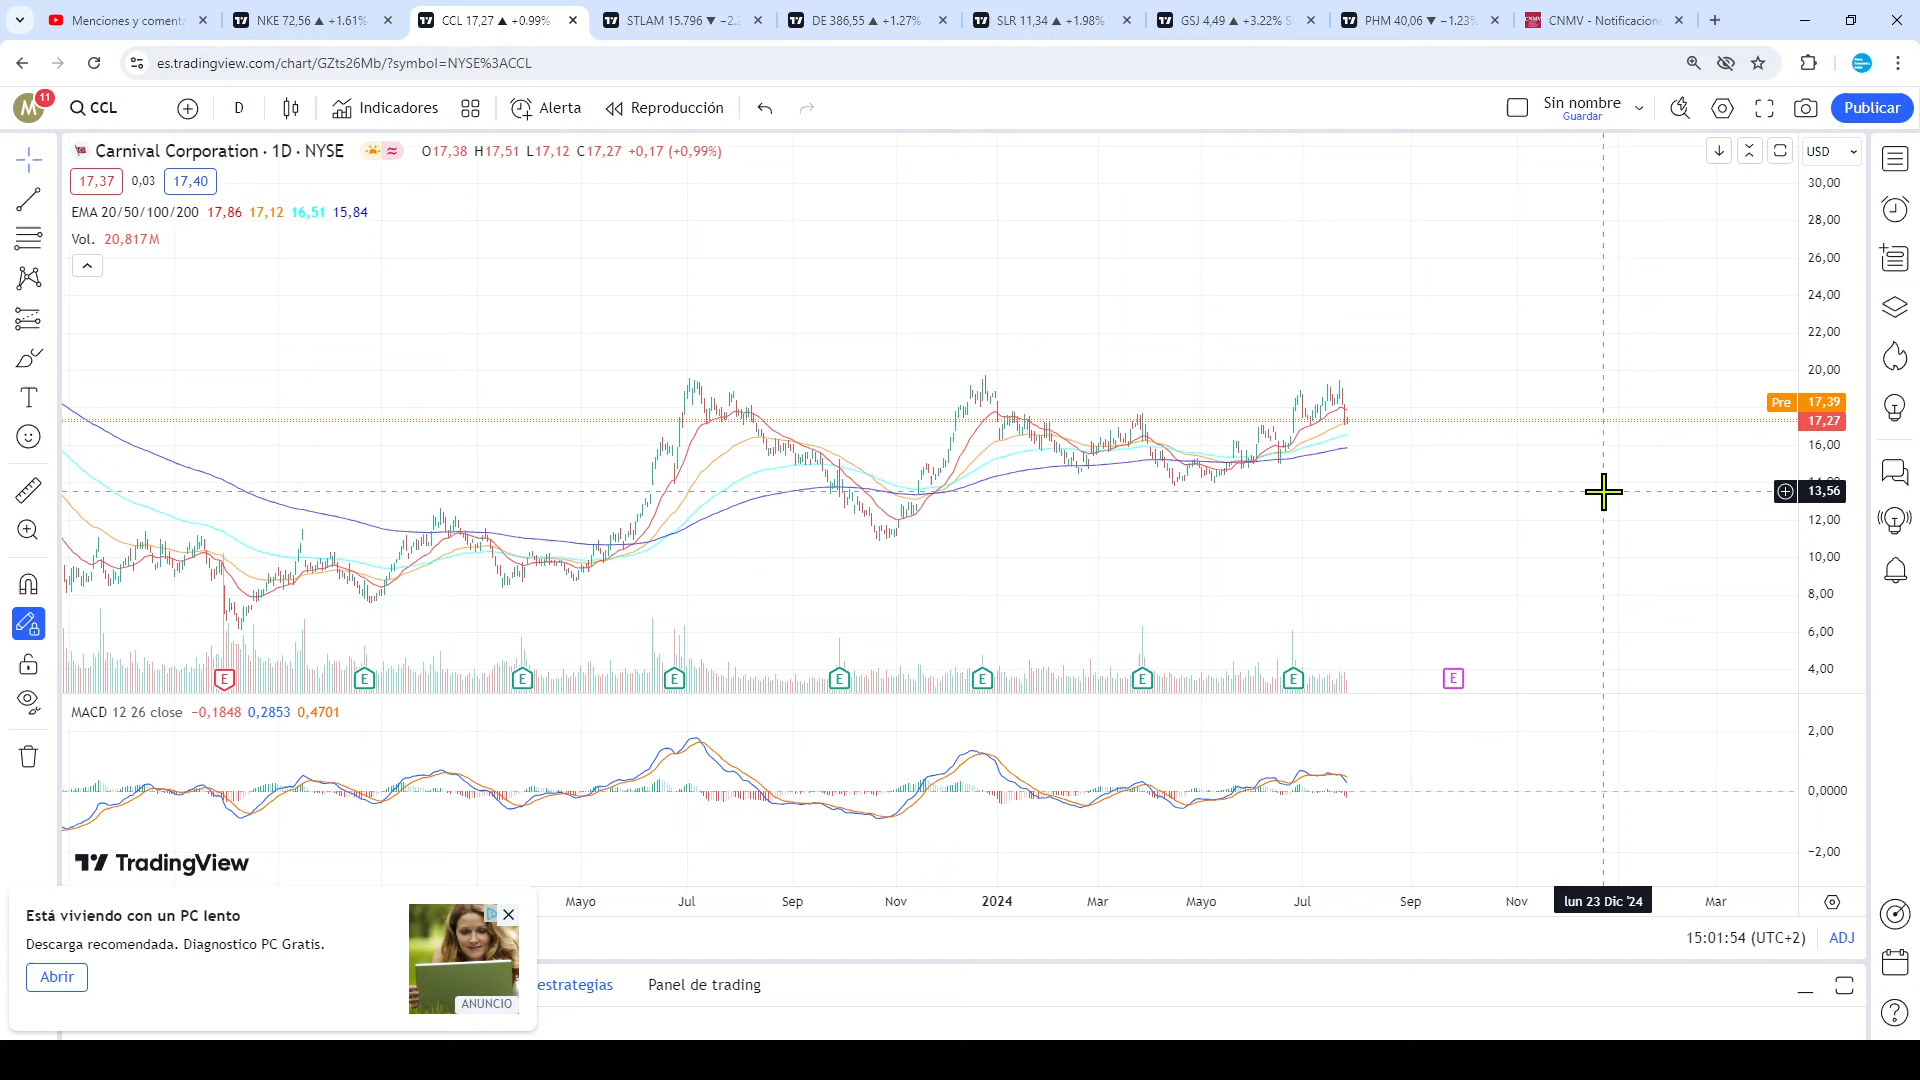 Menciones y comenta
NKE 72,56 ▲ +1.61%
CCL 17,27 ▲ +0.99%
STLAM 15.796 ▼ −2.
DE 386,55 ▲ +1.27%
SLR 11,34 ▲ +1.98%
GSJ 4,49 ▲ +3.22% S
PHM 40,06 ▼ −1.23%
CNMV - Notificacione
es.tradingview.com/chart/GZts26Mb/?symbol=NYSE%3ACCL
M
11
CCL
D
Indicadores
Alerta
Reproducción
Sin nombre
Guardar
Publicar
Carnival Corporation · 1D · NYSE
O17,38 H17,51 L17,12 C17,27 +0,17 (+0,99%)
USD
17,37 0,03 17,40
EMA 20/50/100/200 17,86 17,12 16,51 15,84
Vol. 20,817M
30,00
28,00
26,00
24,00
22,00
20,00
Pre 17,39
17,27
16,00
13,56
12,00
10,00
8,00
6,00
4,00
E E E E E E E E E
MACD 12 26 close −0,1848 0,2853 0,4701
2,00
0,0000
−2,00
TradingView
Mayo Jul Sep Nov 2024 Mar Mayo Jul Sep Nov lun 23 Dic '24 Mar
15:01:54 (UTC+2) ADJ
Está viviendo con un PC lento
Descarga recomendada. Diagnostico PC Gratis.
Abrir
ANUNCIO
estrategias
Panel de trading